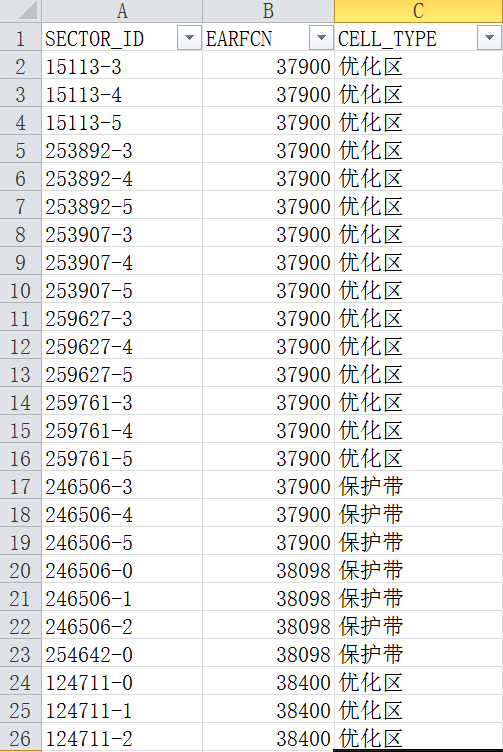 A B C
1 SECTOR_ID EARFCN CELL_TYPE
2 15113-3 37900 优化区
3 15113-4 37900 优化区
4 15113-5 37900 优化区
5 253892-3 37900 优化区
6 253892-4 37900 优化区
7 253892-5 37900 优化区
8 253907-3 37900 优化区
9 253907-4 37900 优化区
10 253907-5 37900 优化区
11 259627-3 37900 优化区
12 259627-4 37900 优化区
13 259627-5 37900 优化区
14 259761-3 37900 优化区
15 259761-4 37900 优化区
16 259761-5 37900 优化区
17 246506-3 37900 保护带
18 246506-4 37900 保护带
19 246506-5 37900 保护带
20 246506-0 38098 保护带
21 246506-1 38098 保护带
22 246506-2 38098 保护带
23 254642-0 38098 保护带
24 124711-0 38400 优化区
25 124711-1 38400 优化区
26 124711-2 38400 优化区